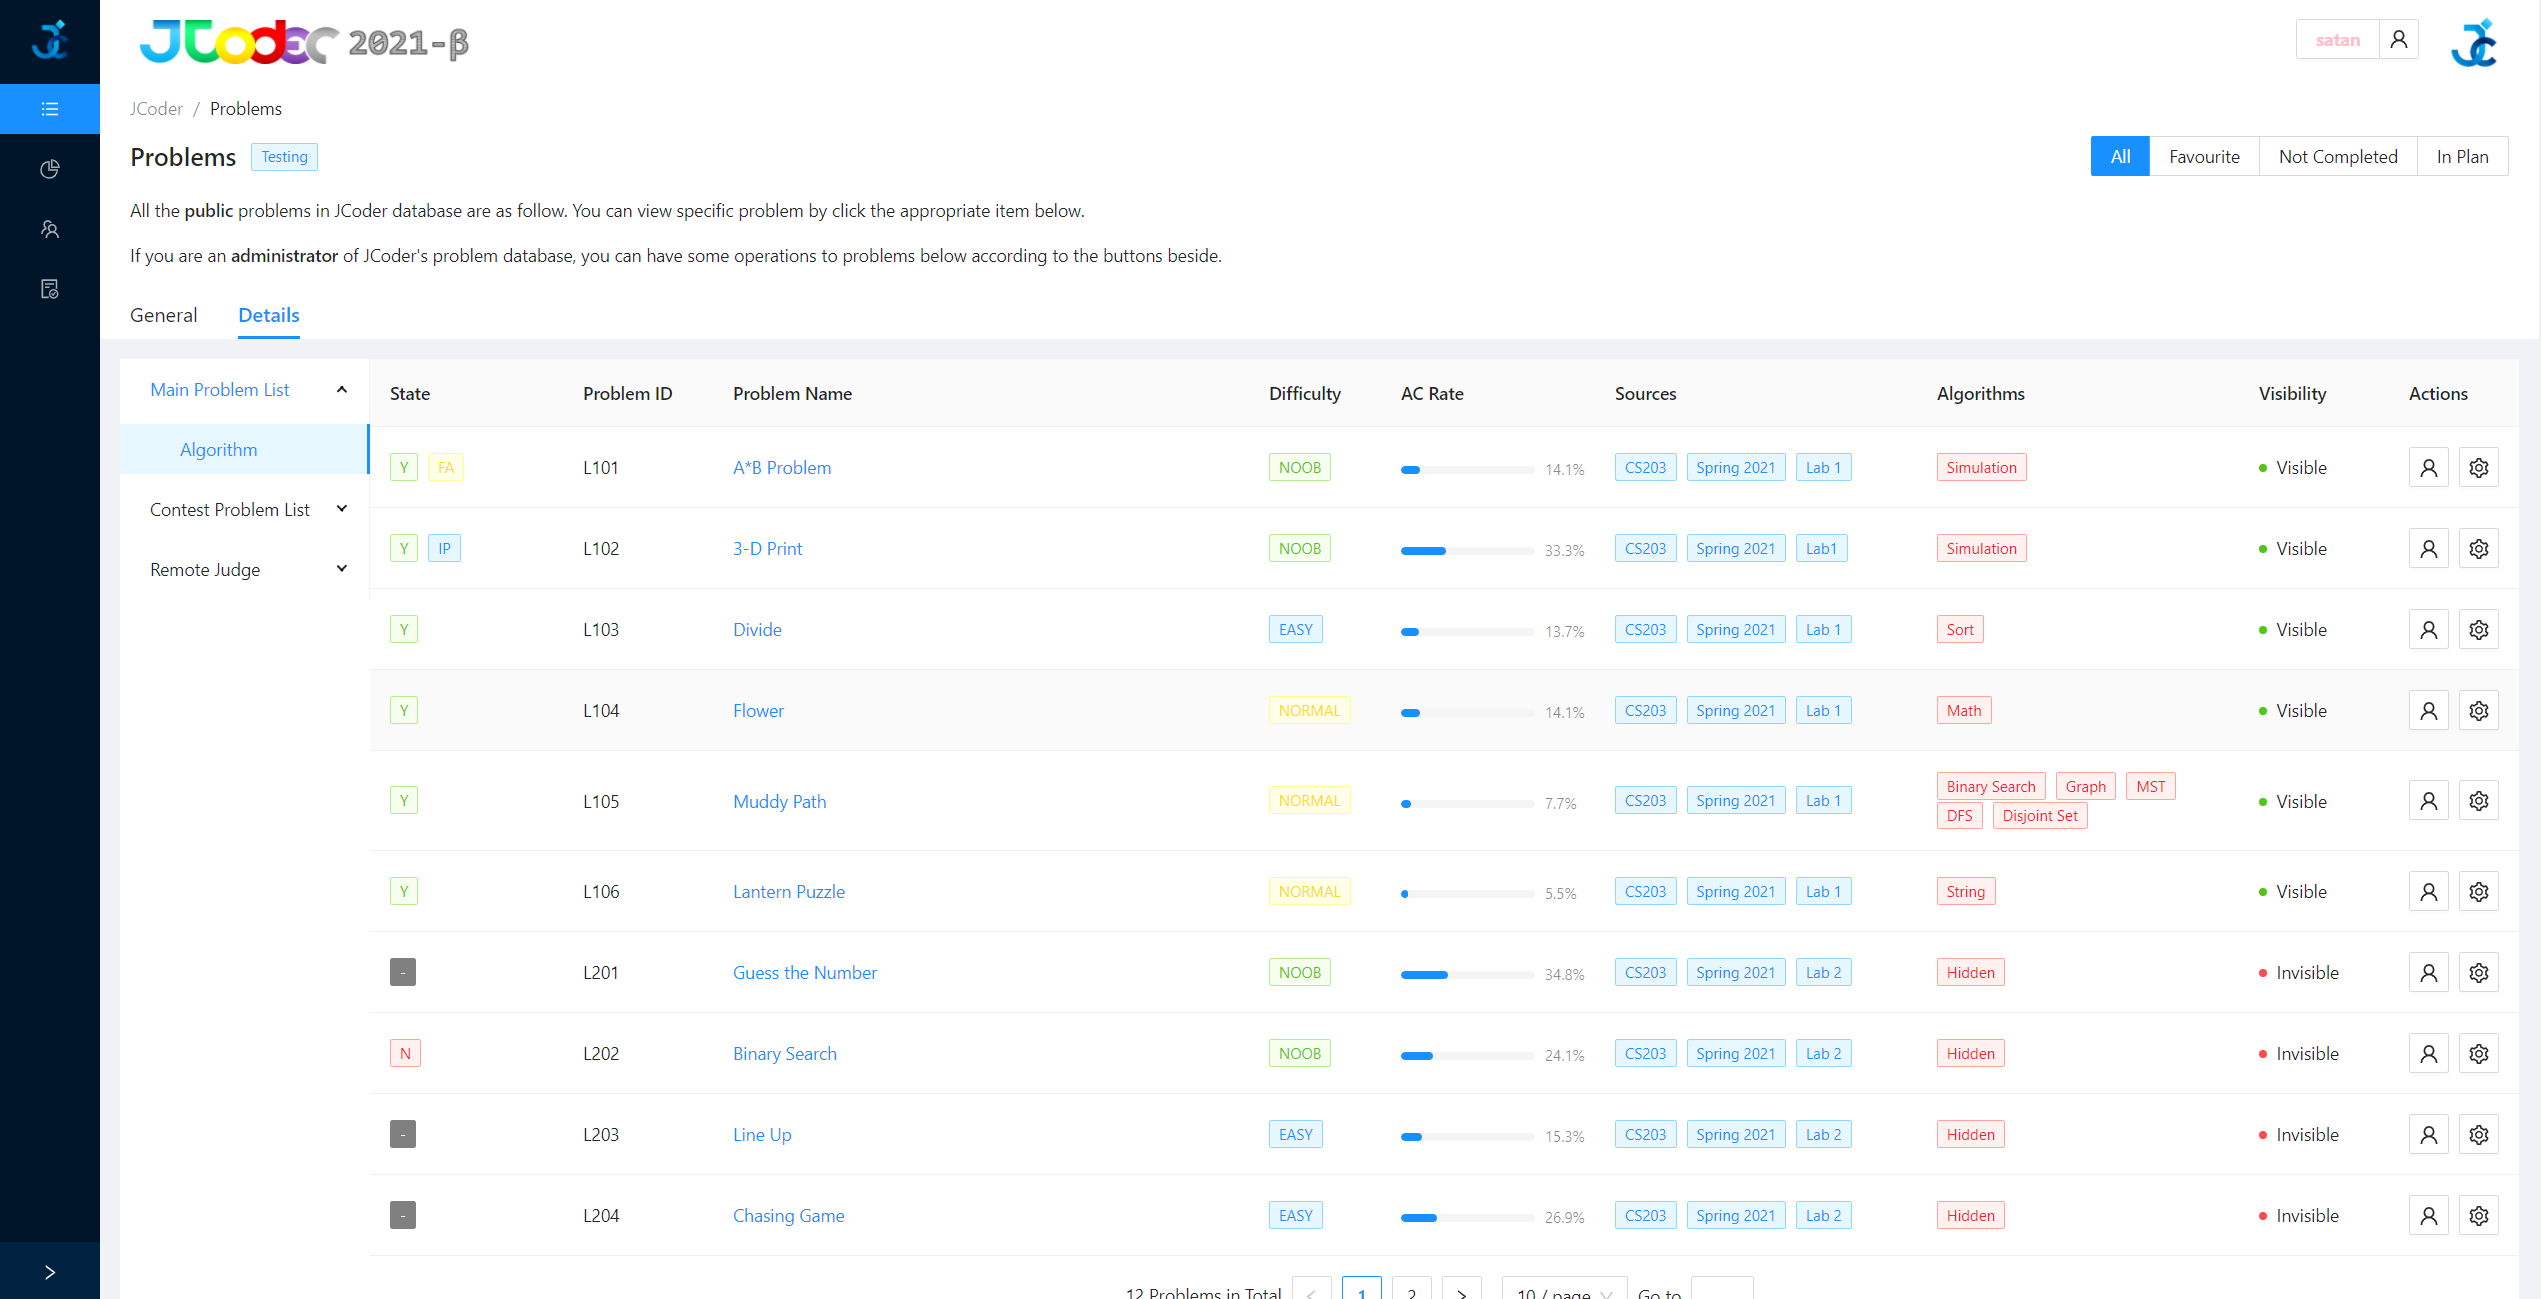 JCoder 2021-β
satan
JCoder / Problems
Problems Testing
All Favourite Not Completed In Plan
All the public problems in JCoder database are as follow. You can view specific problem by click the appropriate item below.
If you are an administrator of JCoder's problem database, you can have some operations to problems below according to the buttons beside.
General Details
Main Problem List
Algorithm
Contest Problem List
Remote Judge
State Problem ID Problem Name Difficulty AC Rate Sources Algorithms Visibility Actions
Y FA L101 A*B Problem NOOB 14.1% CS203 Spring 2021 Lab 1 Simulation Visible
Y IP L102 3-D Print NOOB 33.3% CS203 Spring 2021 Lab1 Simulation Visible
Y L103 Divide EASY 13.7% CS203 Spring 2021 Lab 1 Sort Visible
Y L104 Flower NORMAL 14.1% CS203 Spring 2021 Lab 1 Math Visible
Y L105 Muddy Path NORMAL 7.7% CS203 Spring 2021 Lab 1 Binary Search Graph MST DFS Disjoint Set Visible
Y L106 Lantern Puzzle NORMAL 5.5% CS203 Spring 2021 Lab 1 String Visible
- L201 Guess the Number NOOB 34.8% CS203 Spring 2021 Lab 2 Hidden Invisible
N L202 Binary Search NOOB 24.1% CS203 Spring 2021 Lab 2 Hidden Invisible
- L203 Line Up EASY 15.3% CS203 Spring 2021 Lab 2 Hidden Invisible
- L204 Chasing Game EASY 26.9% CS203 Spring 2021 Lab 2 Hidden Invisible
12 Problems in Total < 1 2 > 10 / page Go to